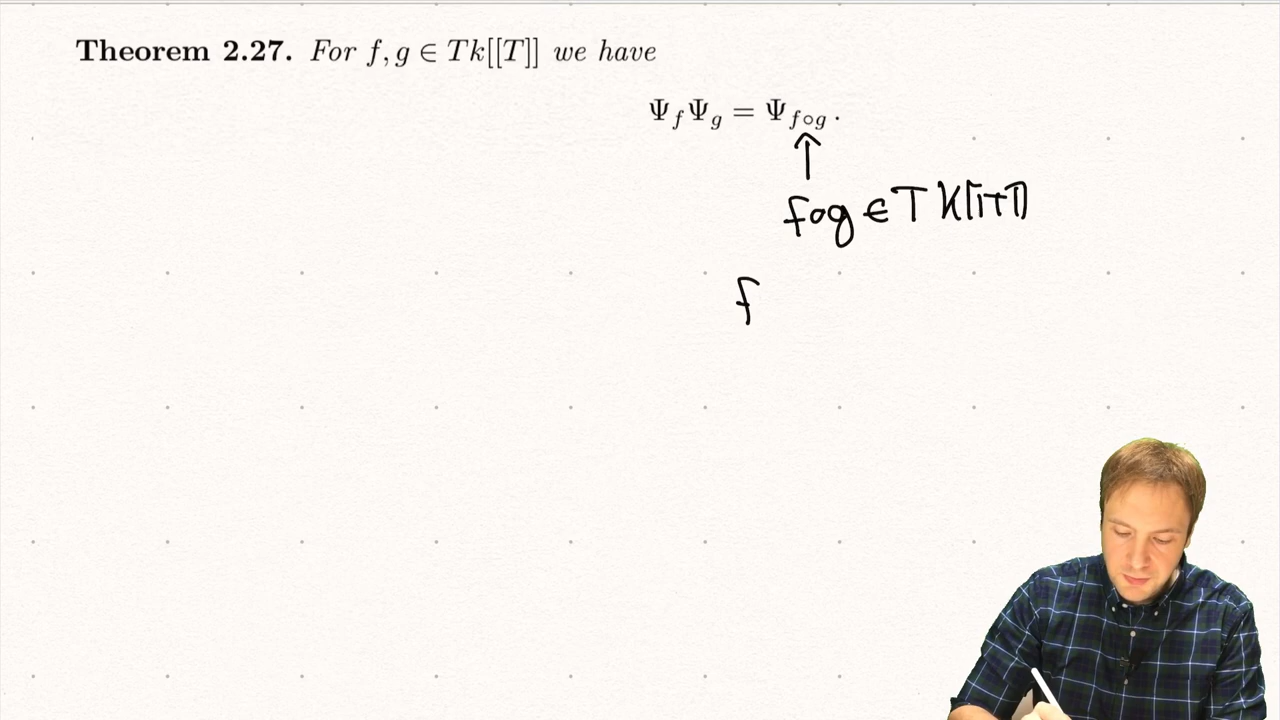 Theorem 2.27. For f, g ∈ Tk[[T]] we have
Ψ_f Ψ_g = Ψ_{f∘g} .
↑
f∘g ∈ T k[[T]]
f